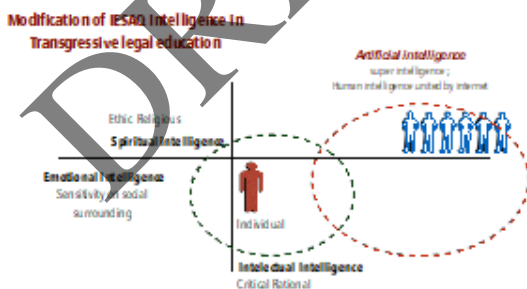 Modification of IESAQ Intelligence in
Transgressive legal education
Artificial intelligence
super intelligence ;
Human intelligence united by internet
Ethic Religious
Spiritual Intelligence
Emotional Intelligence
Sensitivity on social
surrounding
Individual
Intelectual Intelligence
Critical Rational